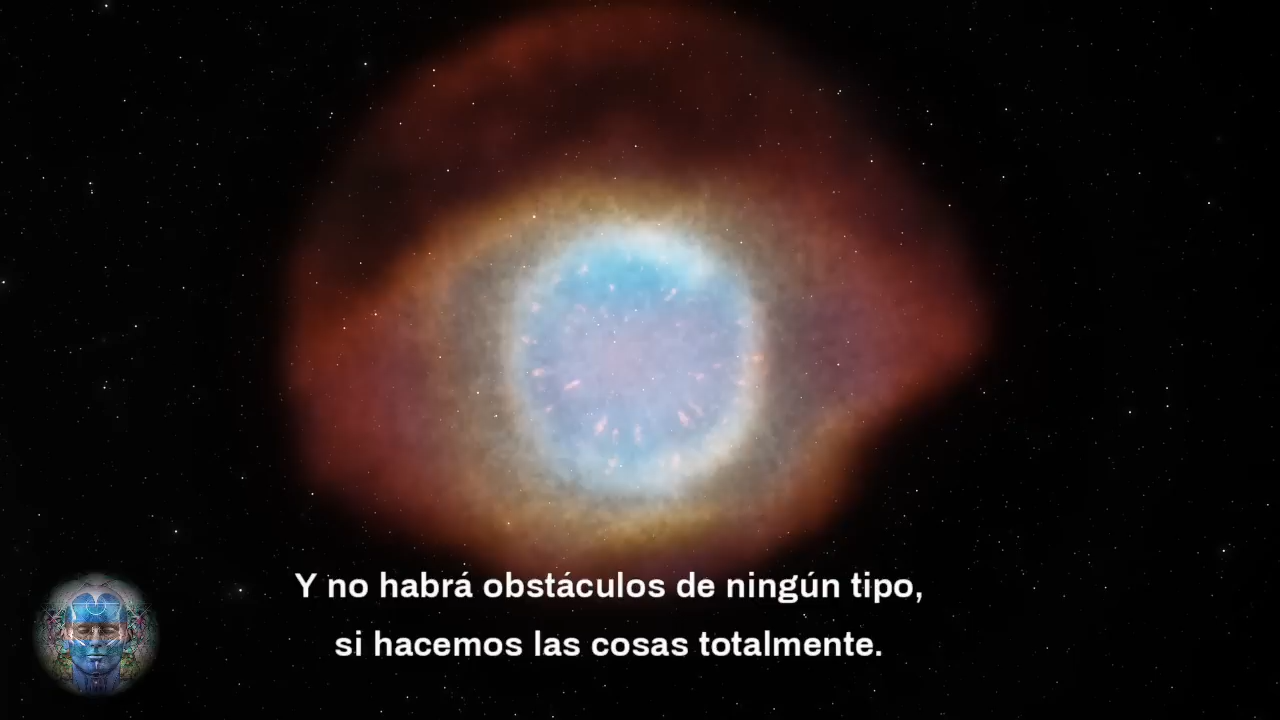 Y no habrá obstáculos de ningún tipo,
si hacemos las cosas totalmente.